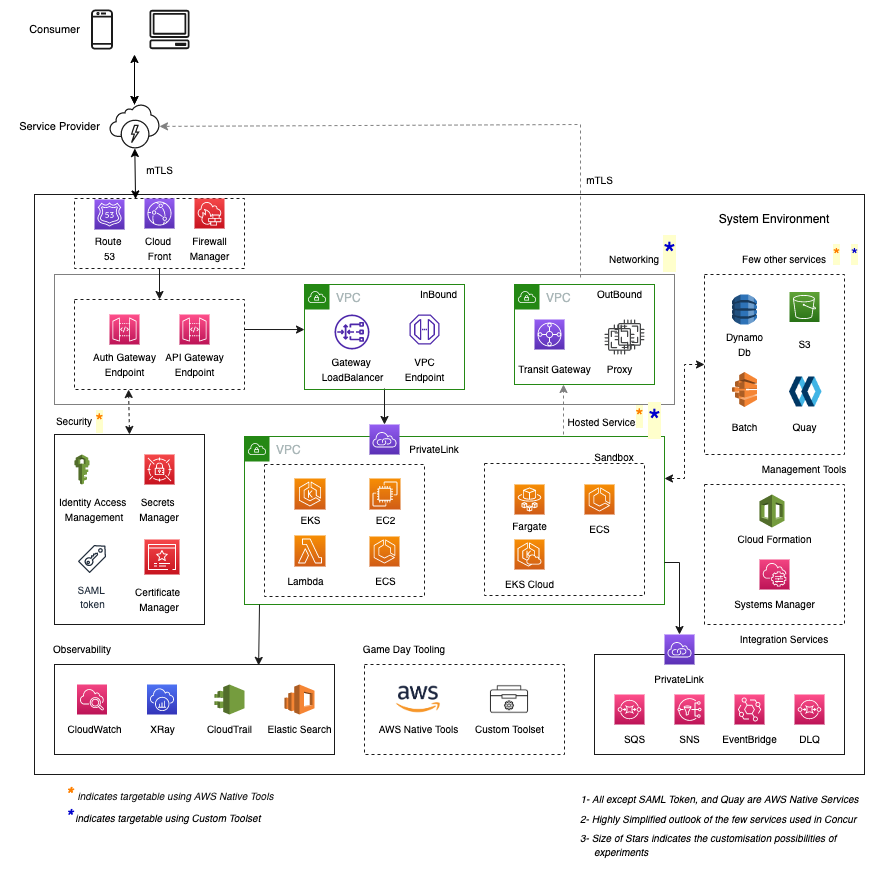 Consumer
Service Provider
mTLS
mTLS
System Environment
53
Route
53
Cloud
Front
Firewall
Manager
Networking *
Few other services * *
VPC
InBound
Gateway
LoadBalancer
VPC
Endpoint
VPC
OutBound
Transit Gateway
Proxy
Auth Gateway
Endpoint
API Gateway
Endpoint
Dynamo
Db
S3
Batch
Quay
Security *
Hosted Service * *
Identity Access
Management
Secrets
Manager
SAML
token
Certificate
Manager
VPC
PrivateLink
EKS
EC2
Lambda
ECS
Sandbox
Fargate
ECS
EKS Cloud
Management Tools
Cloud Formation
Systems Manager
Observability
CloudWatch
XRay
CloudTrail
Elastic Search
Game Day Tooling
aws
AWS Native Tools
Custom Toolset
Integration Services
PrivateLink
SQS
SNS
EventBridge
DLQ
* indicates targetable using AWS Native Tools
* indicates targetable using Custom Toolset
1- All except SAML Token, and Quay are AWS Native Services
2- Highly Simplified outlook of the few services used in Concur
3- Size of Stars indicates the customisation possibilities of
experiments